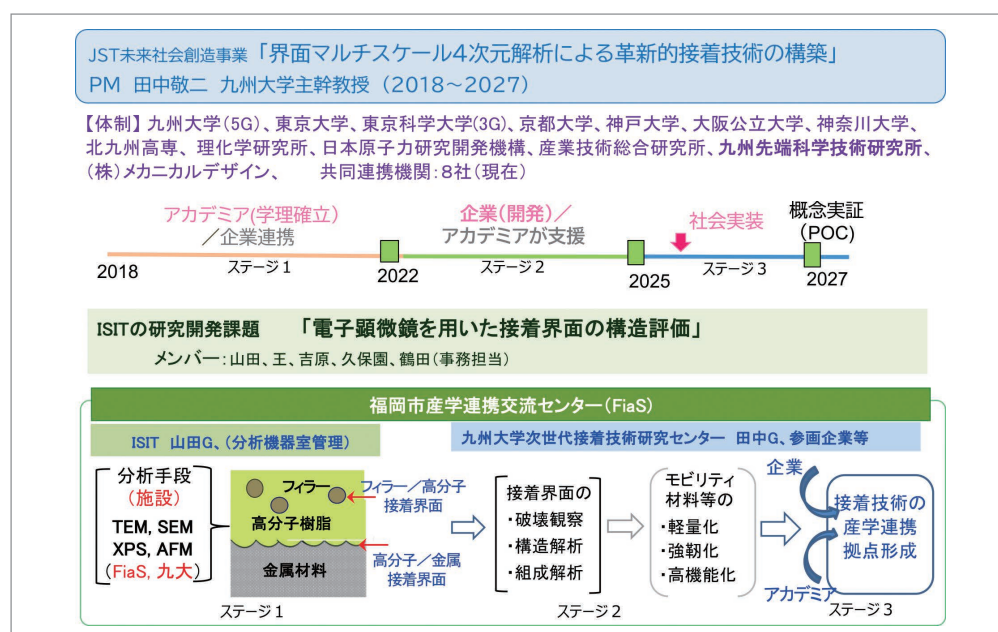 JST未来社会創造事業「界面マルチスケール4次元解析による革新的接着技術の構築」
PM 田中敬二 九州大学主幹教授（2018～2027）
【体制】九州大学(5G)、東京大学、東京科学大学(3G)、京都大学、神戸大学、大阪公立大学、神奈川大学、
北九州高専、理化学研究所、日本原子力研究開発機構、産業技術総合研究所、九州先端科学技術研究所、
(株)メカニカルデザイン、 共同連携機関：8社(現在)
アカデミア(学理確立)
／企業連携
企業(開発)／
アカデミアが支援
社会実装
概念実証
(POC)
2018
ステージ1
2022
ステージ2
2025
ステージ3
2027
ISITの研究開発課題 「電子顕微鏡を用いた接着界面の構造評価」
メンバー：山田、王、吉原、久保園、鶴田(事務担当)
福岡市産学連携交流センター(FiaS)
ISIT 山田G、(分析機器室管理)
九州大学次世代接着技術研究センター 田中G、参画企業等
分析手段
(施設)
TEM, SEM
XPS, AFM
(FiaS, 九大)
フィラー
高分子樹脂
金属材料
フィラー／高分子
接着界面
高分子／金属
接着界面
ステージ1
接着界面の
・破壊観察
・構造解析
・組成解析
ステージ2
モビリティ
材料等の
・軽量化
・強靭化
・高機能化
企業
接着技術の
産学連携
拠点形成
アカデミア
ステージ3